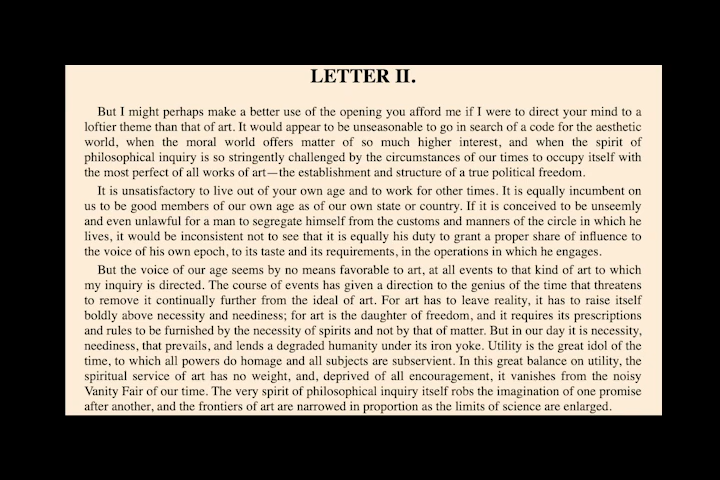 LETTER II.
But I might perhaps make a better use of the opening you afford me if I were to direct your mind to a
loftier theme than that of art. It would appear to be unseasonable to go in search of a code for the aesthetic
world, when the moral world offers matter of so much higher interest, and when the spirit of
philosophical inquiry is so stringently challenged by the circumstances of our times to occupy itself with
the most perfect of all works of art—the establishment and structure of a true political freedom.
It is unsatisfactory to live out of your own age and to work for other times. It is equally incumbent on
us to be good members of our own age as of our own state or country. If it is conceived to be unseemly
and even unlawful for a man to segregate himself from the customs and manners of the circle in which he
lives, it would be inconsistent not to see that it is equally his duty to grant a proper share of influence to
the voice of his own epoch, to its taste and its requirements, in the operations in which he engages.
But the voice of our age seems by no means favorable to art, at all events to that kind of art to which
my inquiry is directed. The course of events has given a direction to the genius of the time that threatens
to remove it continually further from the ideal of art. For art has to leave reality, it has to raise itself
boldly above necessity and neediness; for art is the daughter of freedom, and it requires its prescriptions
and rules to be furnished by the necessity of spirits and not by that of matter. But in our day it is necessity,
neediness, that prevails, and lends a degraded humanity under its iron yoke. Utility is the great idol of the
time, to which all powers do homage and all subjects are subservient. In this great balance on utility, the
spiritual service of art has no weight, and, deprived of all encouragement, it vanishes from the noisy
Vanity Fair of our time. The very spirit of philosophical inquiry itself robs the imagination of one promise
after another, and the frontiers of art are narrowed in proportion as the limits of science are enlarged.